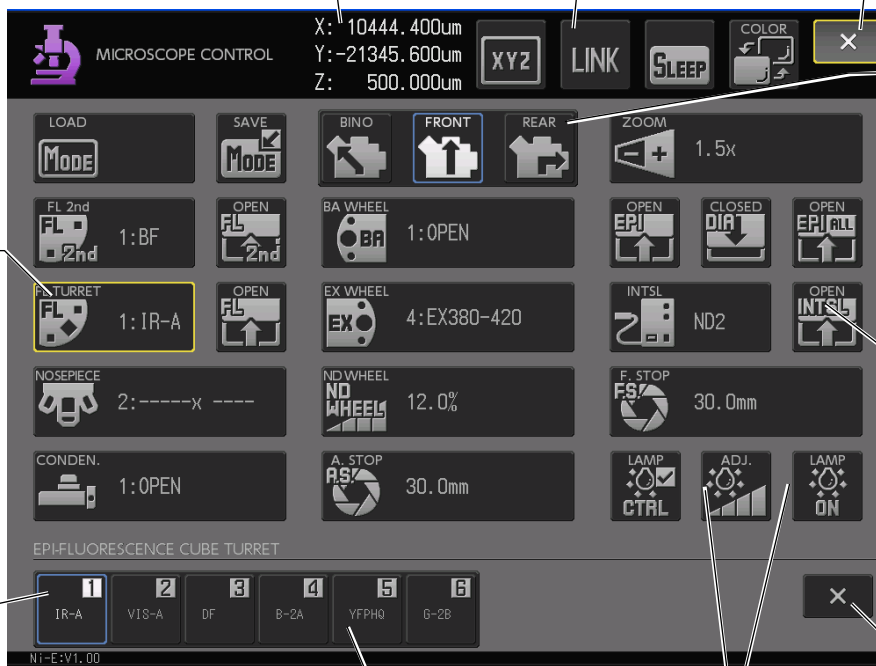 MICROSCOPE CONTROL
X: 10444.400um
Y:-21345.600um
Z: 500.000um
XYZ
LINK
SLEEP
COLOR
LOAD
MODE
SAVE
MODE
BINO
FRONT
REAR
ZOOM
1.5x
FL 2nd
FL
2nd
1:BF
OPEN
FL
2nd
BA WHEEL
BA
1:OPEN
OPEN
EPI
CLOSED
DIA
OPEN
EPI ALL
FL TURRET
FL
1:IR-A
OPEN
FL
EX WHEEL
EX
4:EX380-420
INTSL
ND2
OPEN
INTSL
NOSEPIECE
2:-----x ----
ND WHEEL
ND
WHEEL
12.0%
F. STOP
F.S.
30.0mm
CONDEN.
1:OPEN
A. STOP
A.S.
30.0mm
LAMP
CTRL
ADJ.
LAMP
ON
EPI-FLUORESCENCE CUBE TURRET
1
IR-A
2
VIS-A
3
DF
4
B-2A
5
YFPHQ
6
G-2B
Ni-E:V1.00